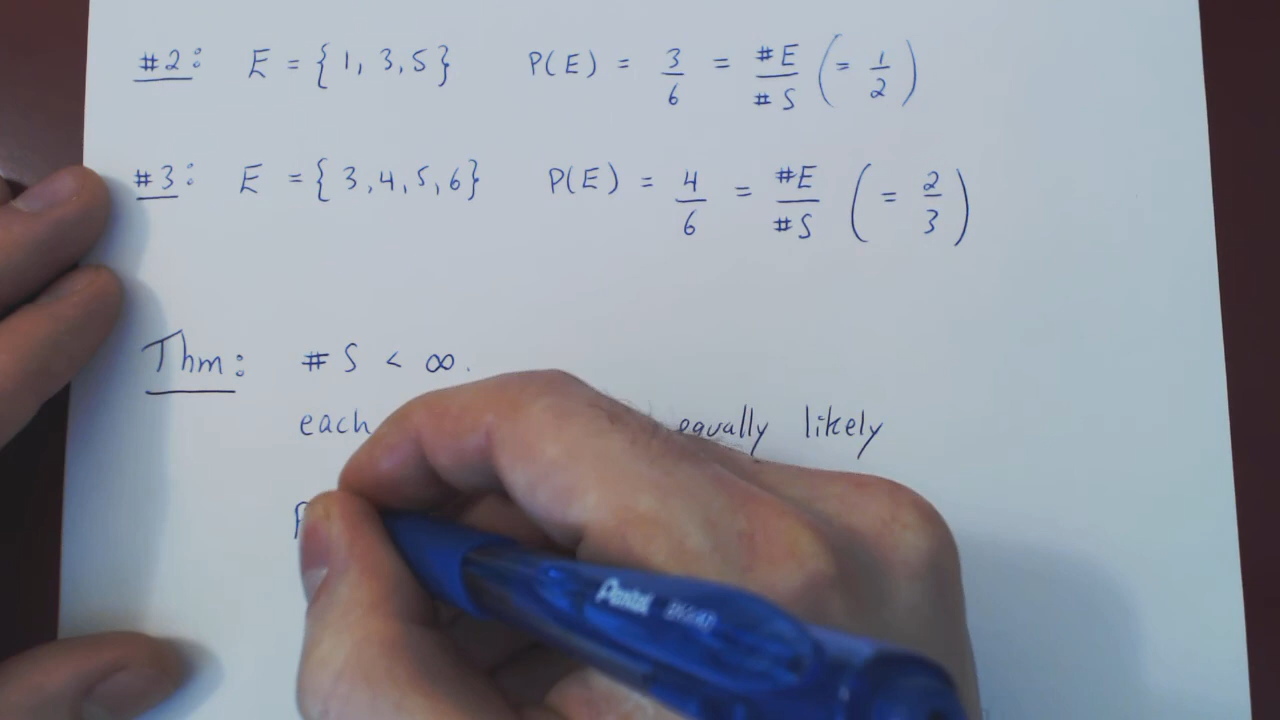 #2: E = {1, 3, 5} P(E) = 3/6 = #E/#S (= 1/2)
#3: E = {3, 4, 5, 6} P(E) = 4/6 = #E/#S (= 2/3)
Thm: # S < ∞.
each equally likely
P
Pentel